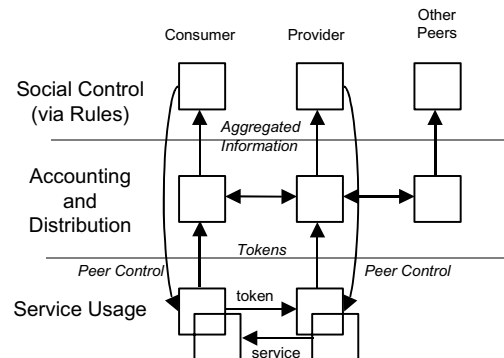 Consumer
Provider
Other
Peers
Social Control
(via Rules)
Aggregated
Information
Accounting
and
Distribution
Tokens
Peer Control
Peer Control
Service Usage
token
service